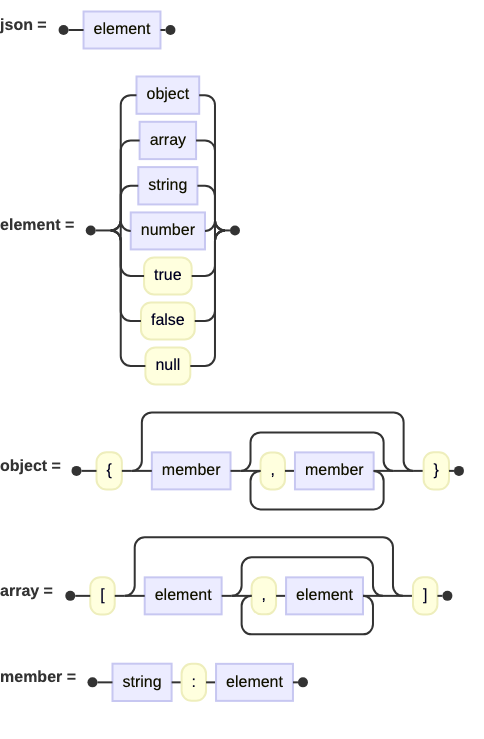 json = element
object
array
string
element = number
true
false
null
object = { member , member }
array = [ element , element ]
member = string : element